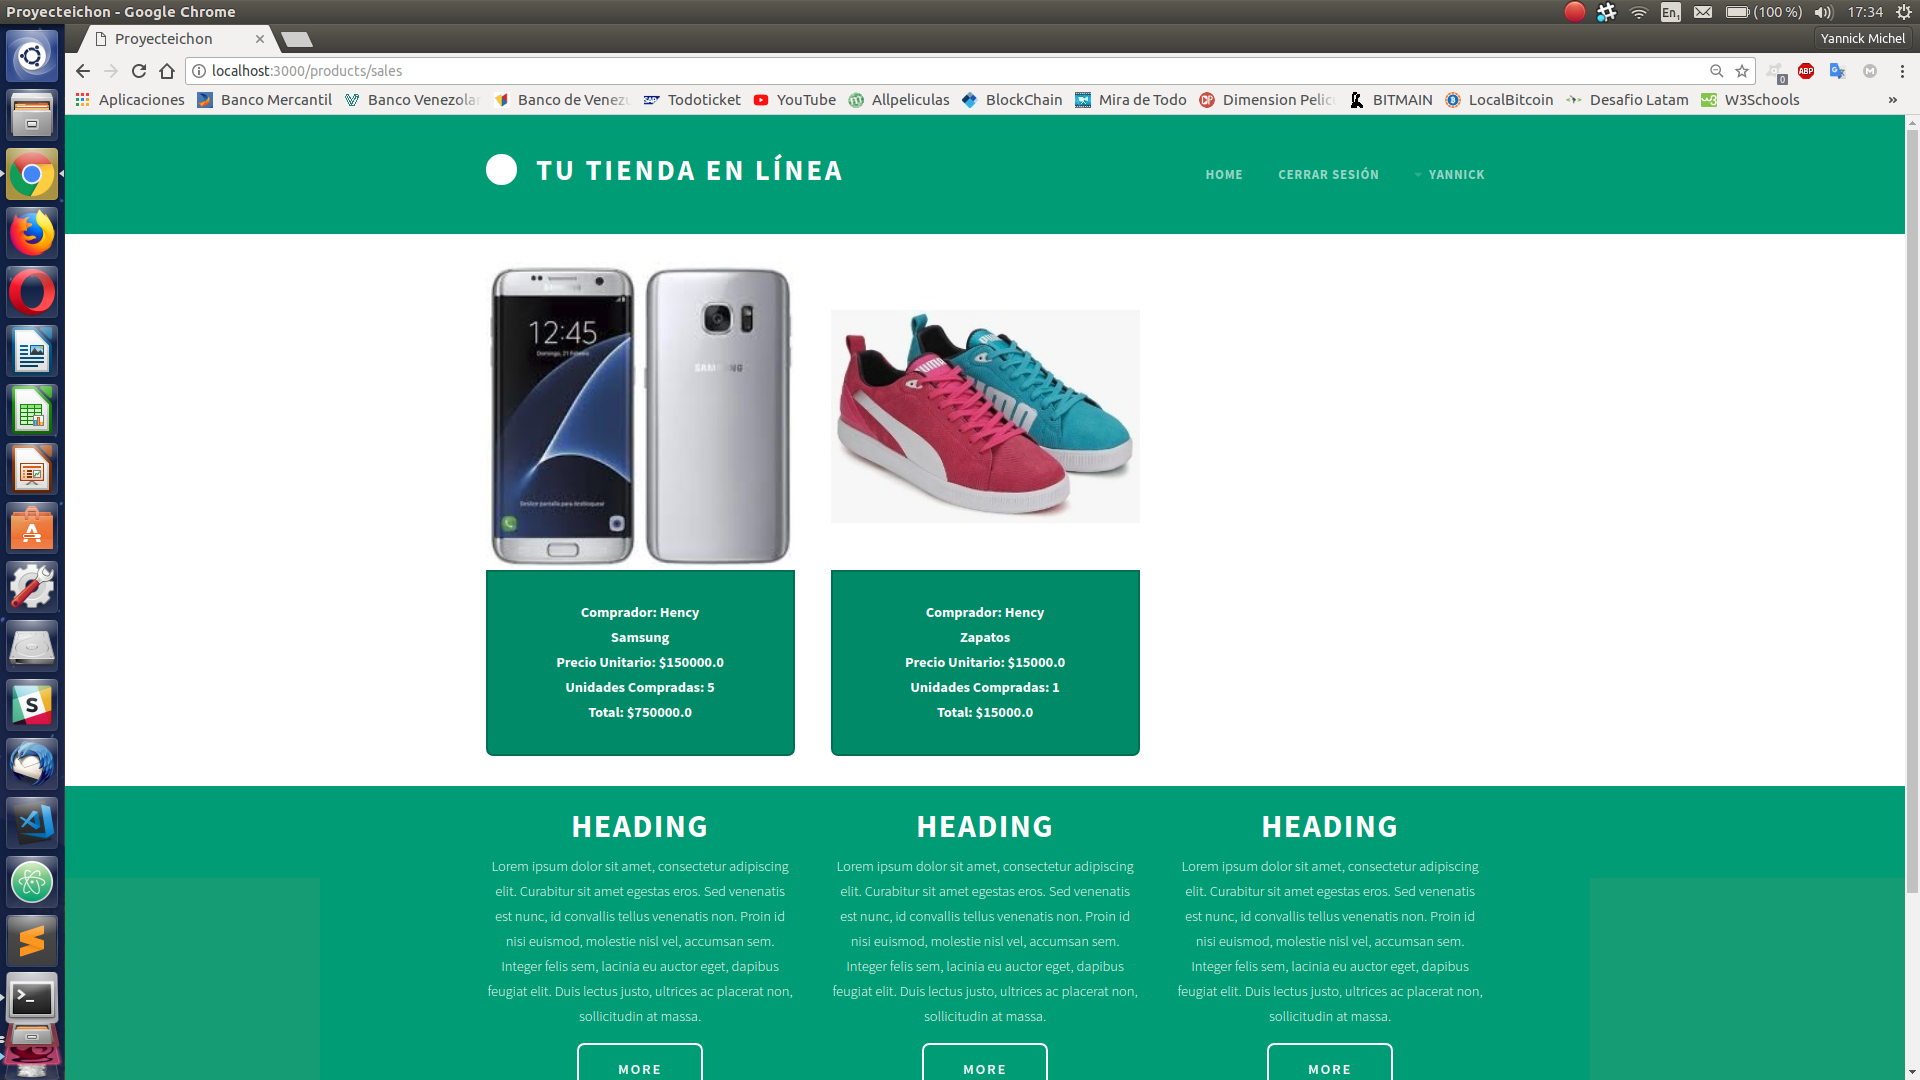 Proyecteichon - Google Chrome
En1
(100 %)
17:34
Proyecteichon
Yannick Michel
localhost:3000/products/sales
0
ABP
Aplicaciones
Banco Mercantil
Banco Venezola
Banco de Venezu
Todoticket
YouTube
Allpeliculas
BlockChain
Mira de Todo
Dimension Pelic
BITMAIN
LocalBitcoin
Desafio Latam
W3Schools
»
TU TIENDA EN LÍNEA
HOME
CERRAR SESIÓN
YANNICK
12:45
Domingo, 21 Febrero
SAMSUNG
PUMA
Comprador: Hency
Samsung
Precio Unitario: $150000.0
Unidades Compradas: 5
Total: $750000.0
Comprador: Hency
Zapatos
Precio Unitario: $15000.0
Unidades Compradas: 1
Total: $15000.0
HEADING
Lorem ipsum dolor sit amet, consectetur adipiscing
elit. Curabitur sit amet egestas eros. Sed venenatis
est nunc, id convallis tellus venenatis non. Proin id
nisi euismod, molestie nisl vel, accumsan sem.
Integer felis sem, lacinia eu auctor eget, dapibus
feugiat elit. Duis lectus justo, ultrices ac placerat non,
sollicitudin at massa.
MORE
HEADING
Lorem ipsum dolor sit amet, consectetur adipiscing
elit. Curabitur sit amet egestas eros. Sed venenatis
est nunc, id convallis tellus venenatis non. Proin id
nisi euismod, molestie nisl vel, accumsan sem.
Integer felis sem, lacinia eu auctor eget, dapibus
feugiat elit. Duis lectus justo, ultrices ac placerat non,
sollicitudin at massa.
MORE
HEADING
Lorem ipsum dolor sit amet, consectetur adipiscing
elit. Curabitur sit amet egestas eros. Sed venenatis
est nunc, id convallis tellus venenatis non. Proin id
nisi euismod, molestie nisl vel, accumsan sem.
Integer felis sem, lacinia eu auctor eget, dapibus
feugiat elit. Duis lectus justo, ultrices ac placerat non,
sollicitudin at massa.
MORE